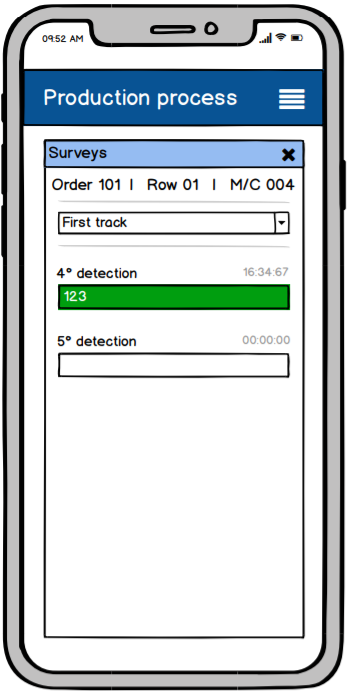 09:52 AM
Production process
Surveys
Order 101 | Row 01 | M/C 004
First track
4° detection 16:34:67
123
5° detection 00:00:00